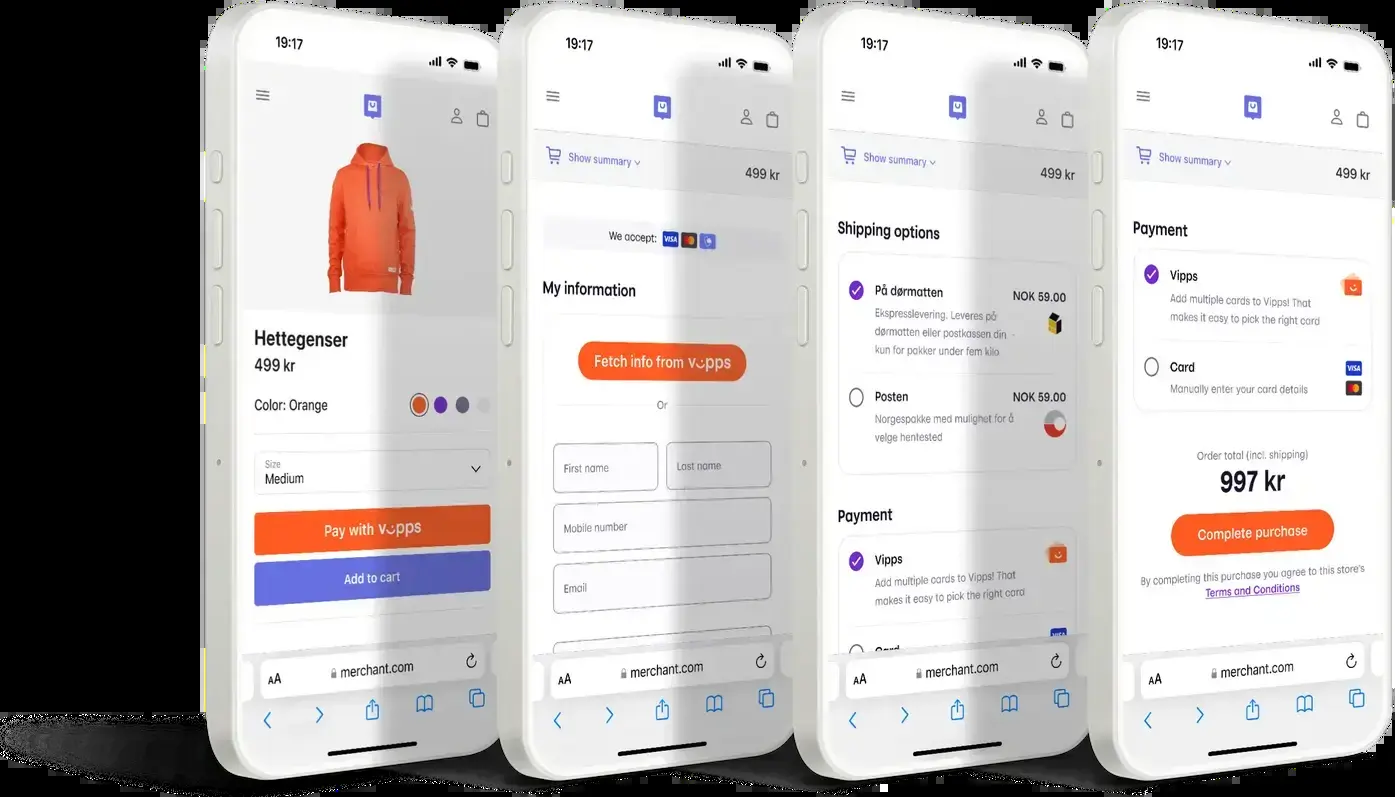 19:17
Hettegenser
499 kr
Color: Orange
Size
Medium
Pay with vipps
Add to cart
AA merchant.com
19:17
Show summary
499 kr
We accept: VISA
My information
Fetch info from vipps
Or
First name Last name
Mobile number
Email
AA merchant.com
19:17
Show summary
499 kr
Shipping options
På dørmatten NOK 59.00
Ekspresslevering. Leveres på
dørmatten eller postkassen din -
kun for pakker under fem kilo
Posten NOK 59.00
Norgespakke med mulighet for å
velge hentested
Payment
Vipps
Add multiple cards to Vipps! That
makes it easy to pick the right card
Card VISA
AA merchant.com
19:17
Show summary
499 kr
Payment
Vipps
Add multiple cards to Vipps! That
makes it easy to pick the right card
Card VISA
Manually enter your card details
Order total (incl. shipping)
997 kr
Complete purchase
By completing this purchase you agree to this store's
Terms and Conditions
AA merchant.com